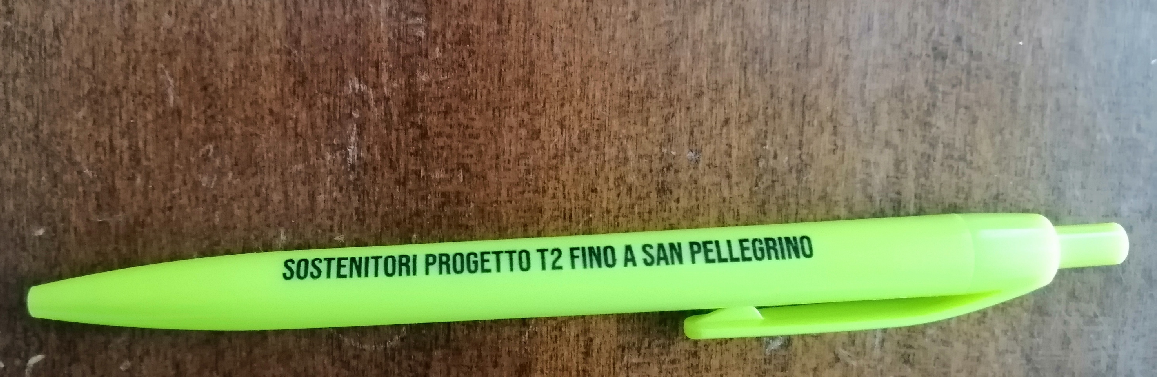 SOSTENITORI PROGETTO T2 FINO A SAN PELLEGRINO